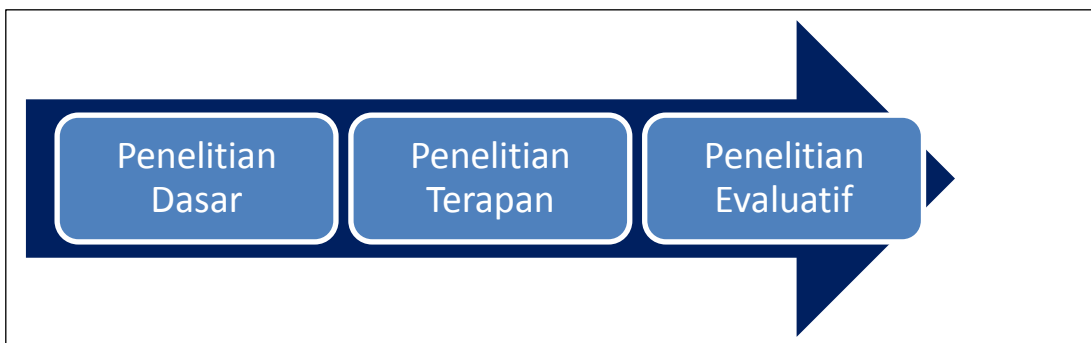 Penelitian
Dasar
Penelitian
Terapan
Penelitian
Evaluatif